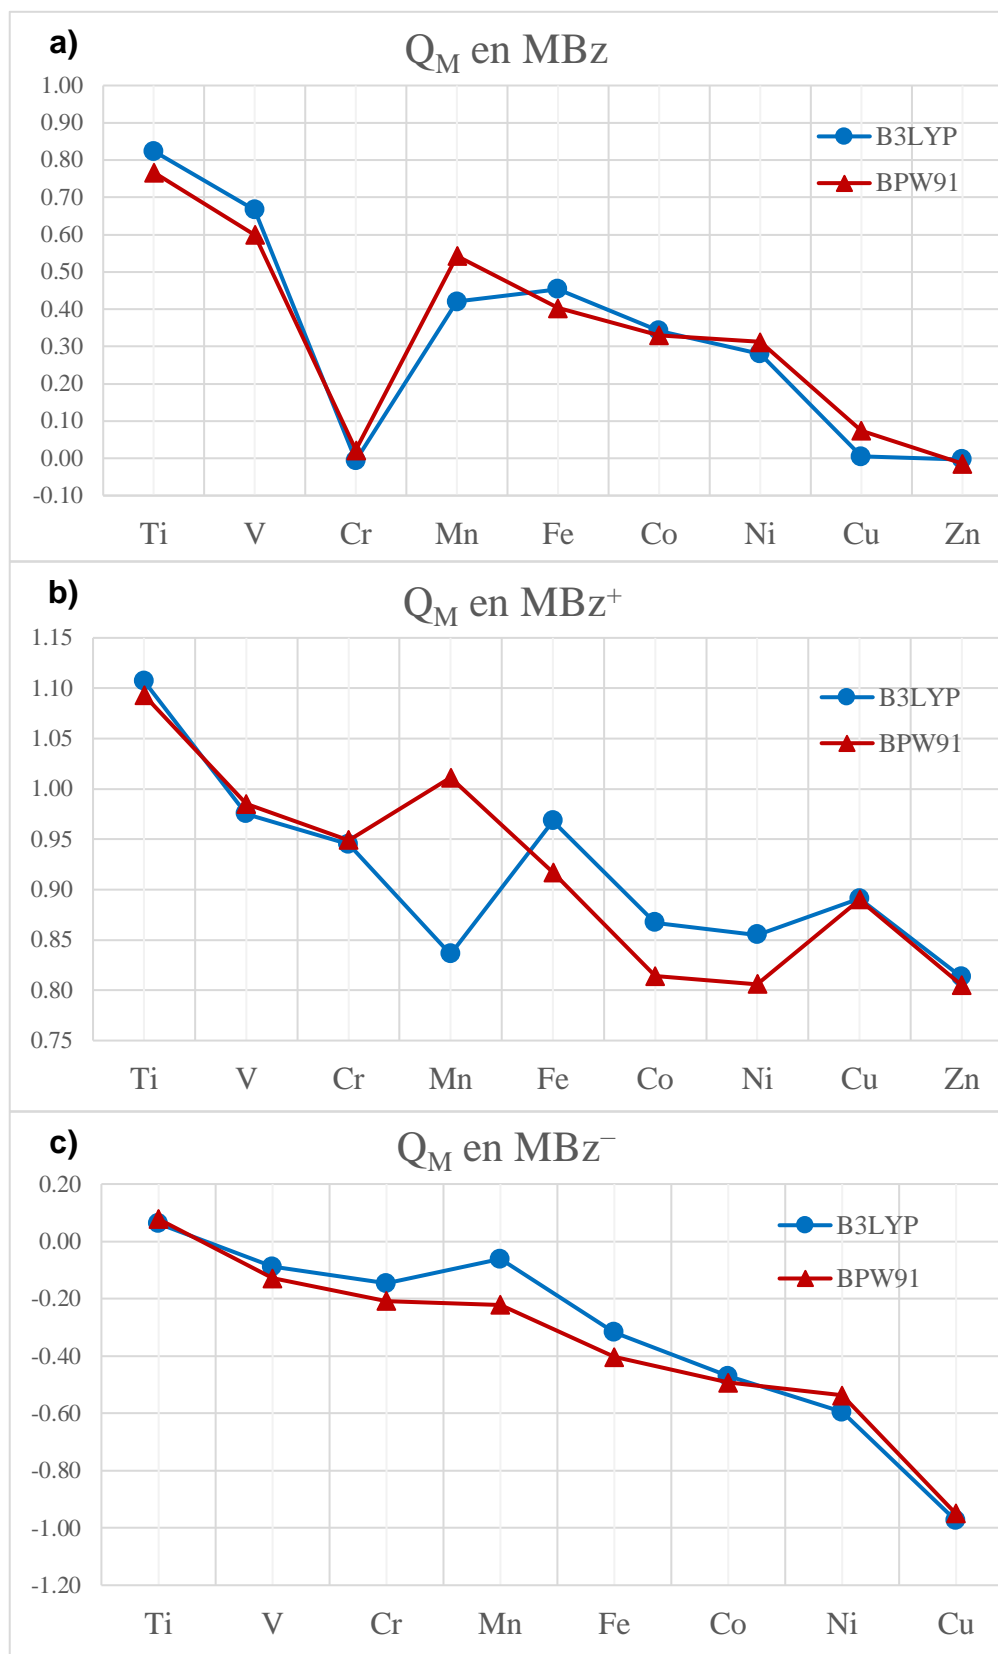 a)
Q_M en MBz
1.00
0.90
0.80
0.70
0.60
0.50
0.40
0.30
0.20
0.10
0.00
-0.10
B3LYP
BPW91
Ti V Cr Mn Fe Co Ni Cu Zn
b)
Q_M en MBz⁺
1.15
1.10
1.05
1.00
0.95
0.90
0.85
0.80
0.75
B3LYP
BPW91
Ti V Cr Mn Fe Co Ni Cu Zn
c)
Q_M en MBz⁻
0.20
0.00
-0.20
-0.40
-0.60
-0.80
-1.00
-1.20
B3LYP
BPW91
Ti V Cr Mn Fe Co Ni Cu